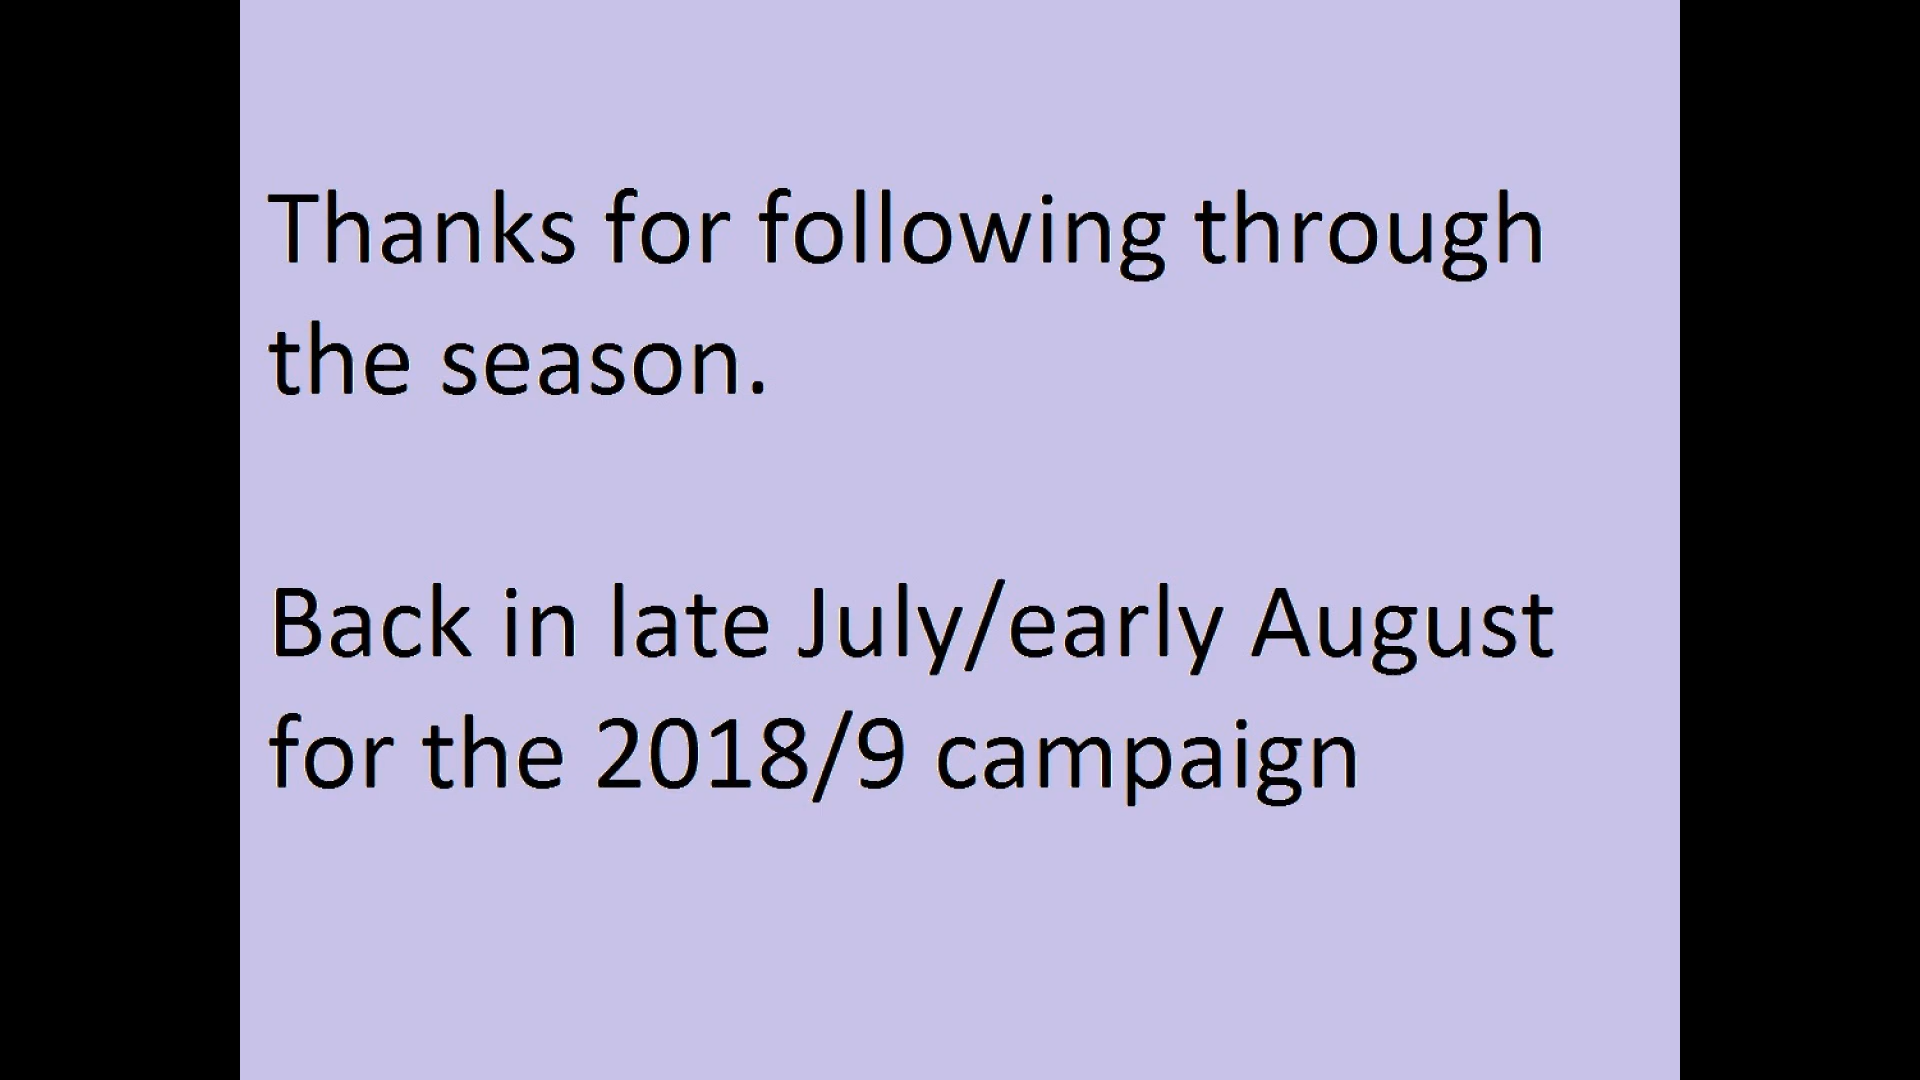 Thanks for following through
the season.
Back in late July/early August
for the 2018/9 campaign